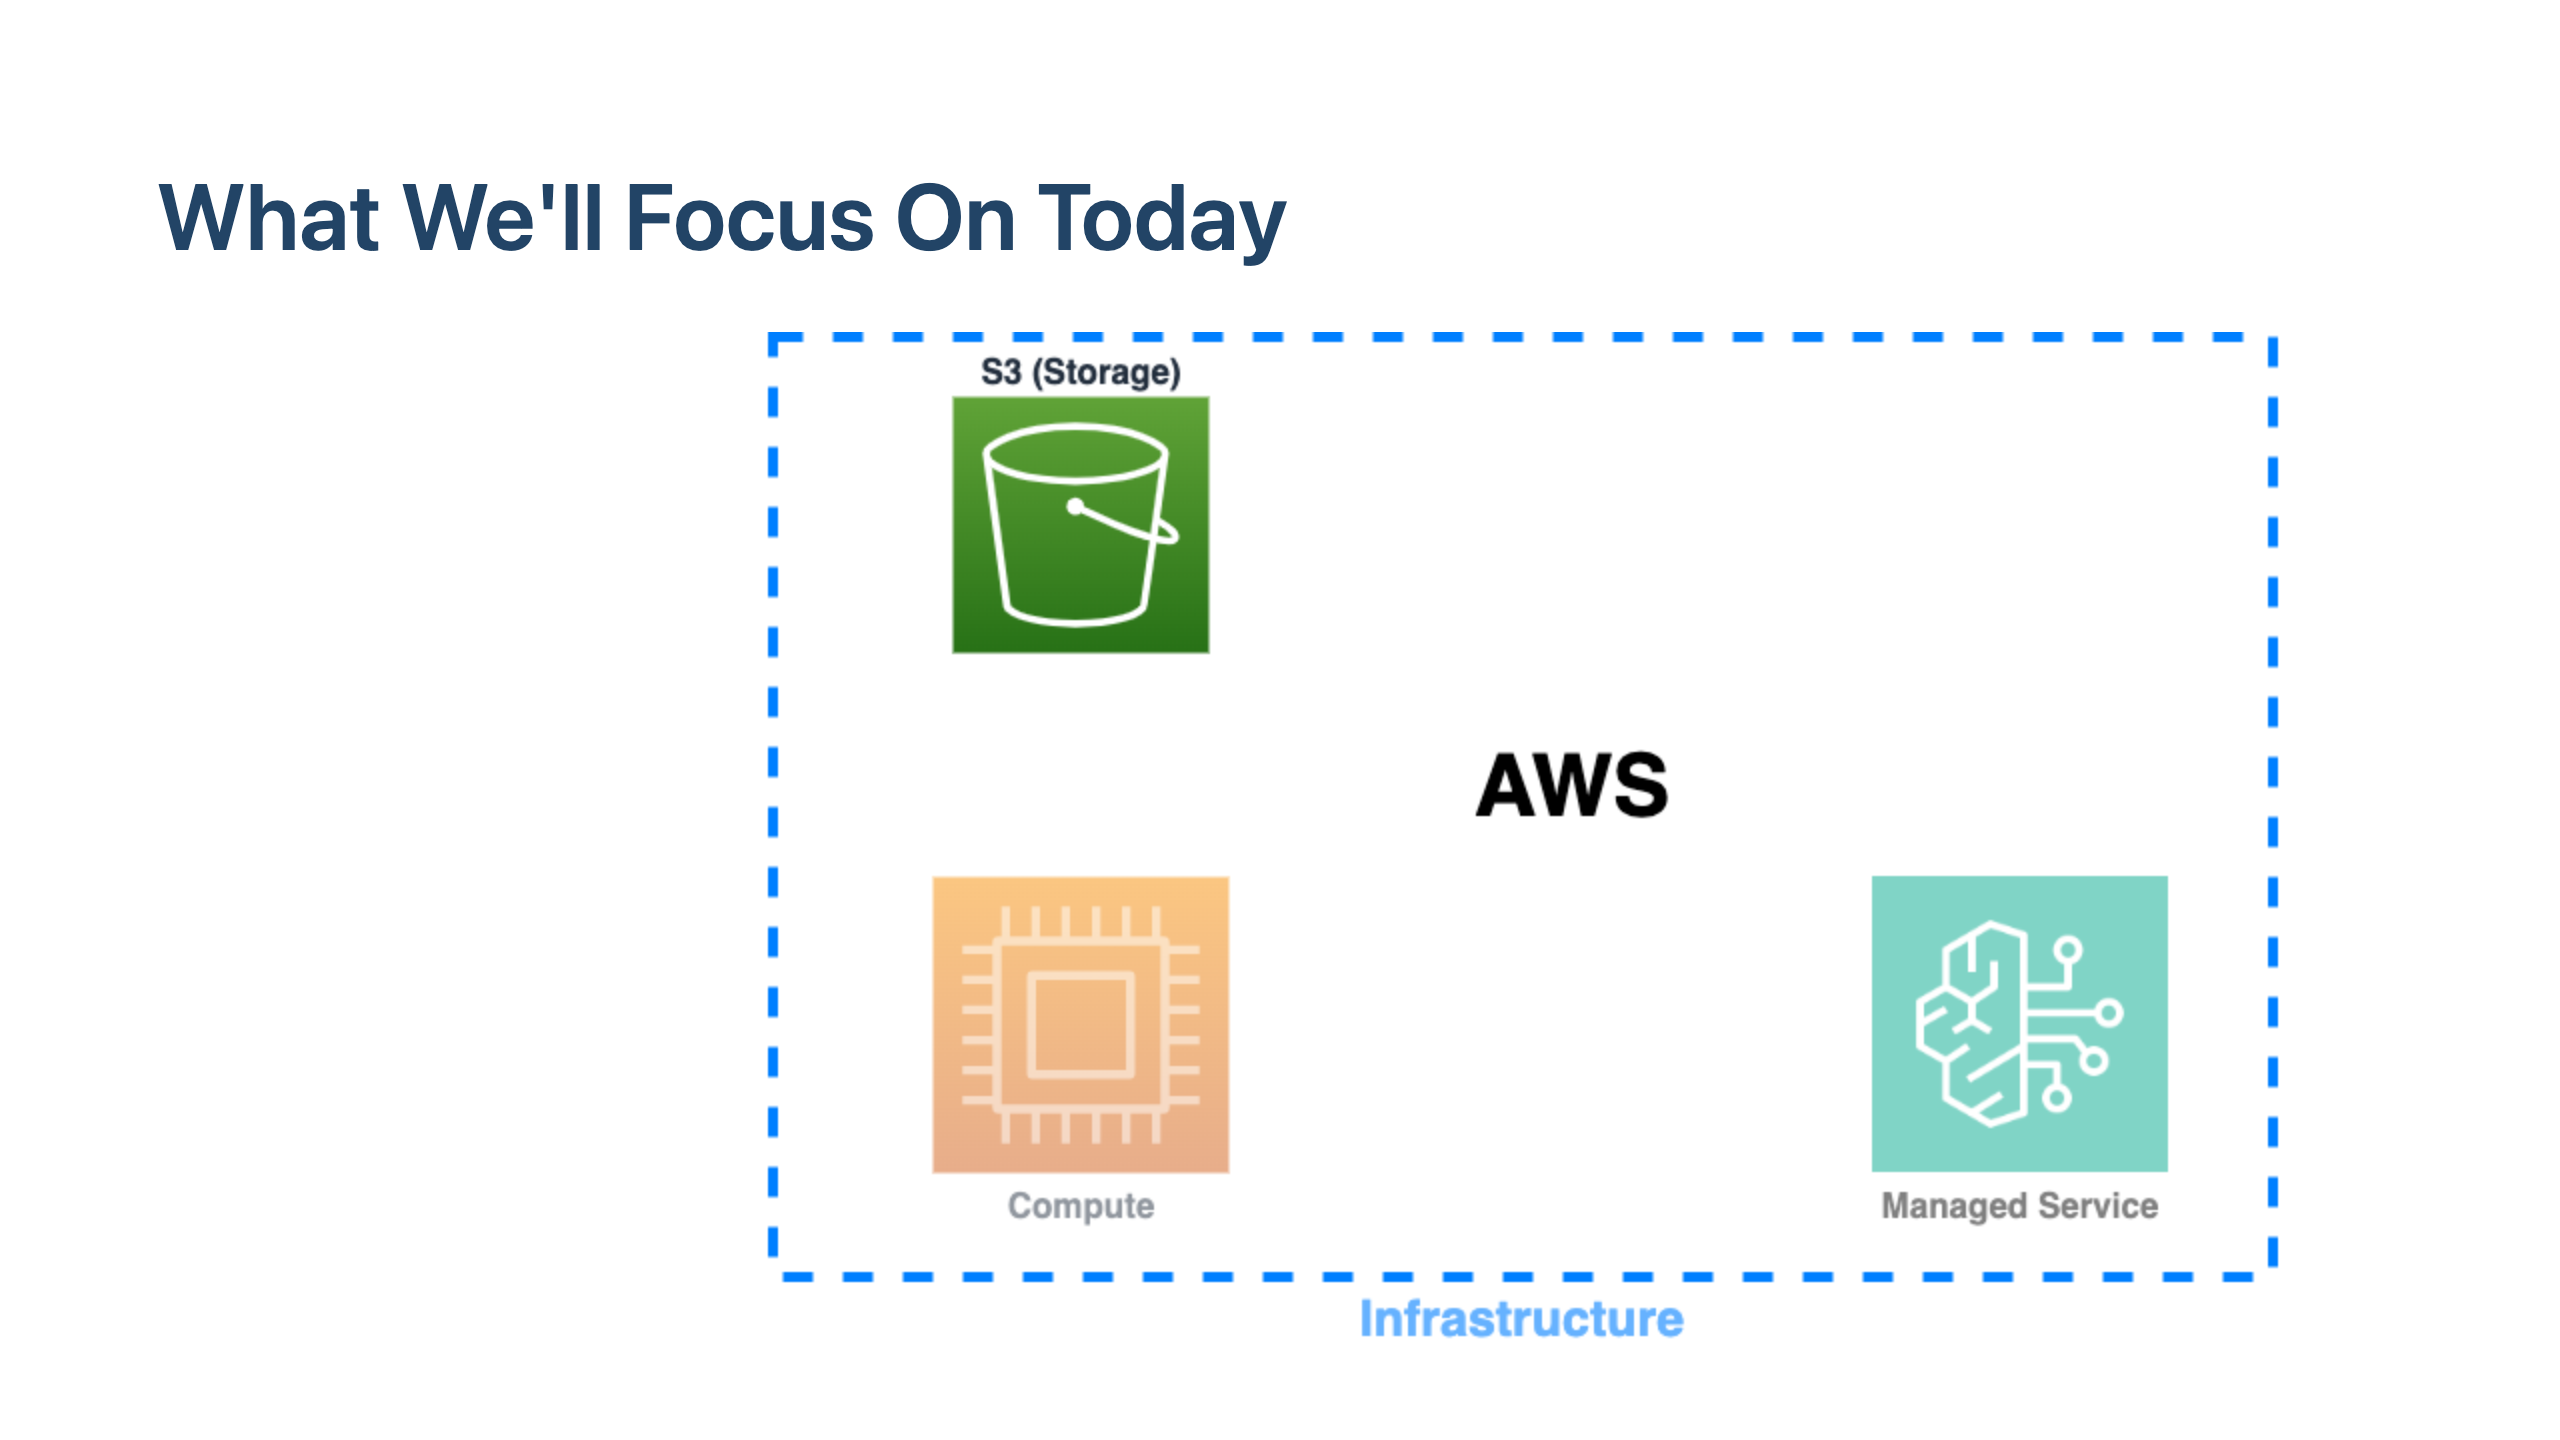 What We'll Focus On Today
S3 (Storage)
AWS
Compute
Managed Service
Infrastructure